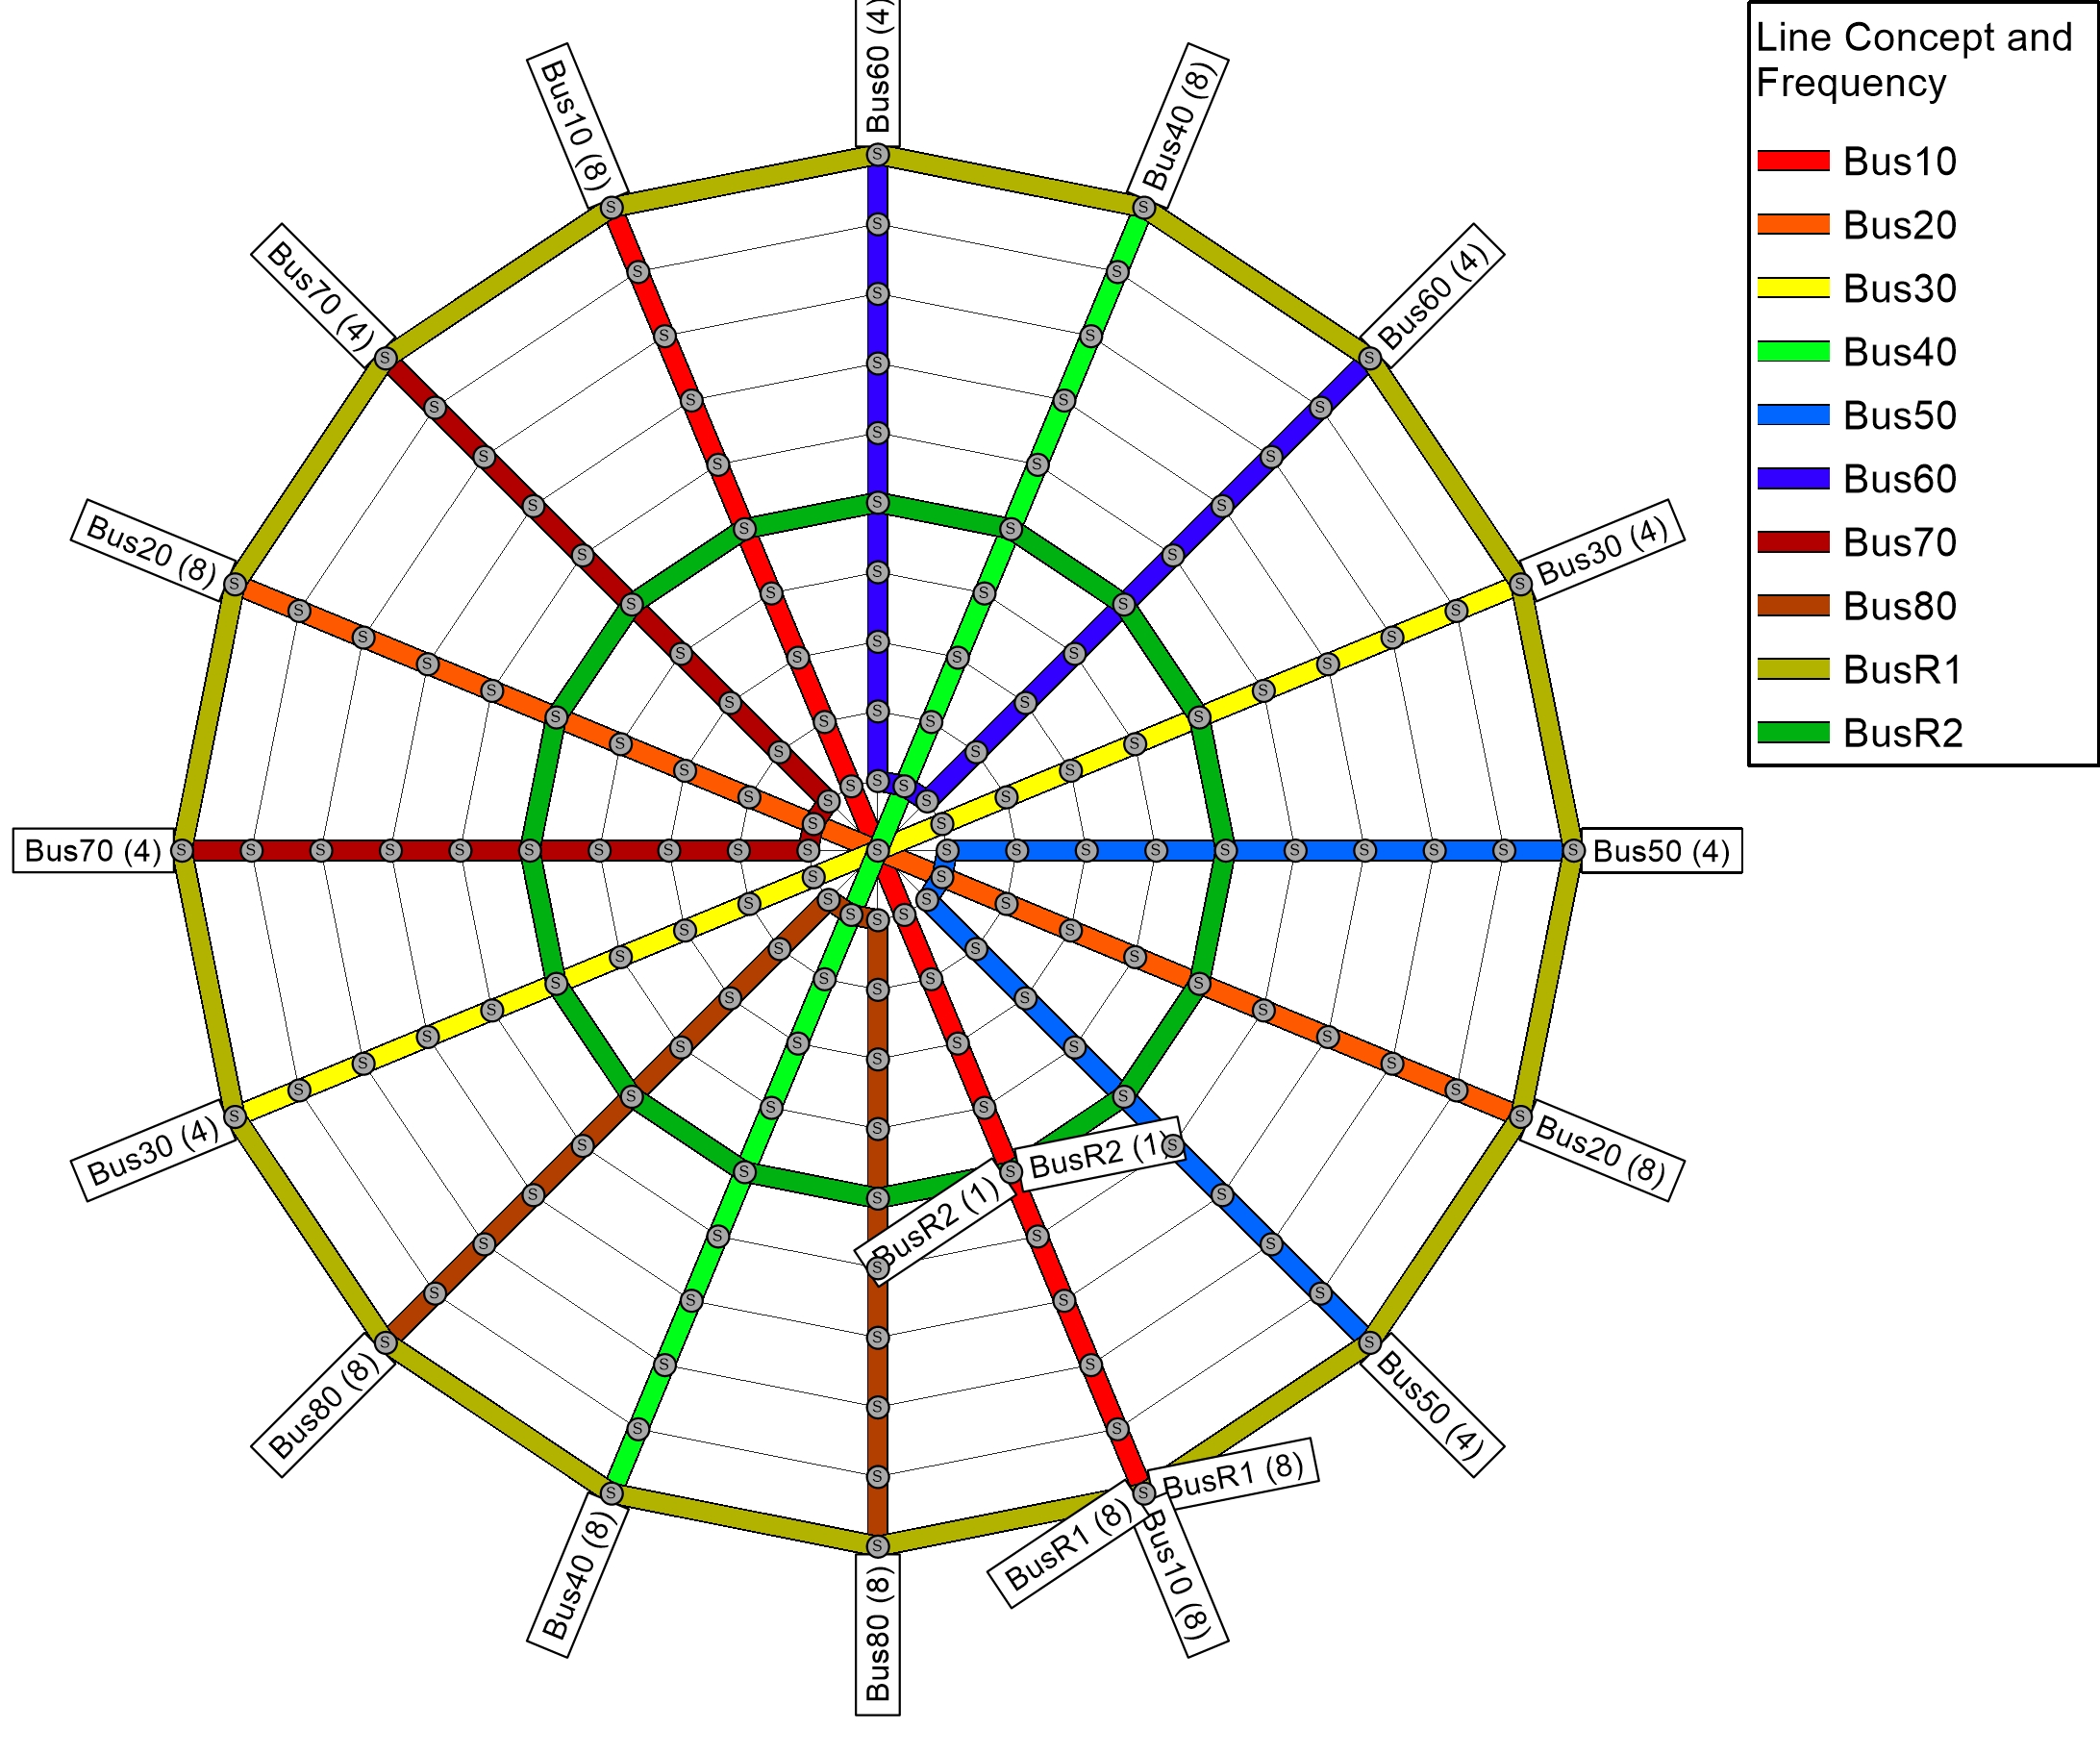 Line Concept and
Frequency
Bus10
Bus20
Bus30
Bus40
Bus50
Bus60
Bus70
Bus80
BusR1
BusR2
Bus60 (4)
Bus10 (8)
Bus40 (8)
Bus70 (4)
Bus60 (4)
Bus20 (8)
Bus30 (4)
Bus70 (4)
Bus50 (4)
Bus30 (4)
BusR2 (1)
BusR2 (1)
Bus20 (8)
Bus80 (8)
Bus50 (4)
BusR1 (8)
BusR1 (8)
Bus40 (8)
Bus80 (8)
Bus10 (8)